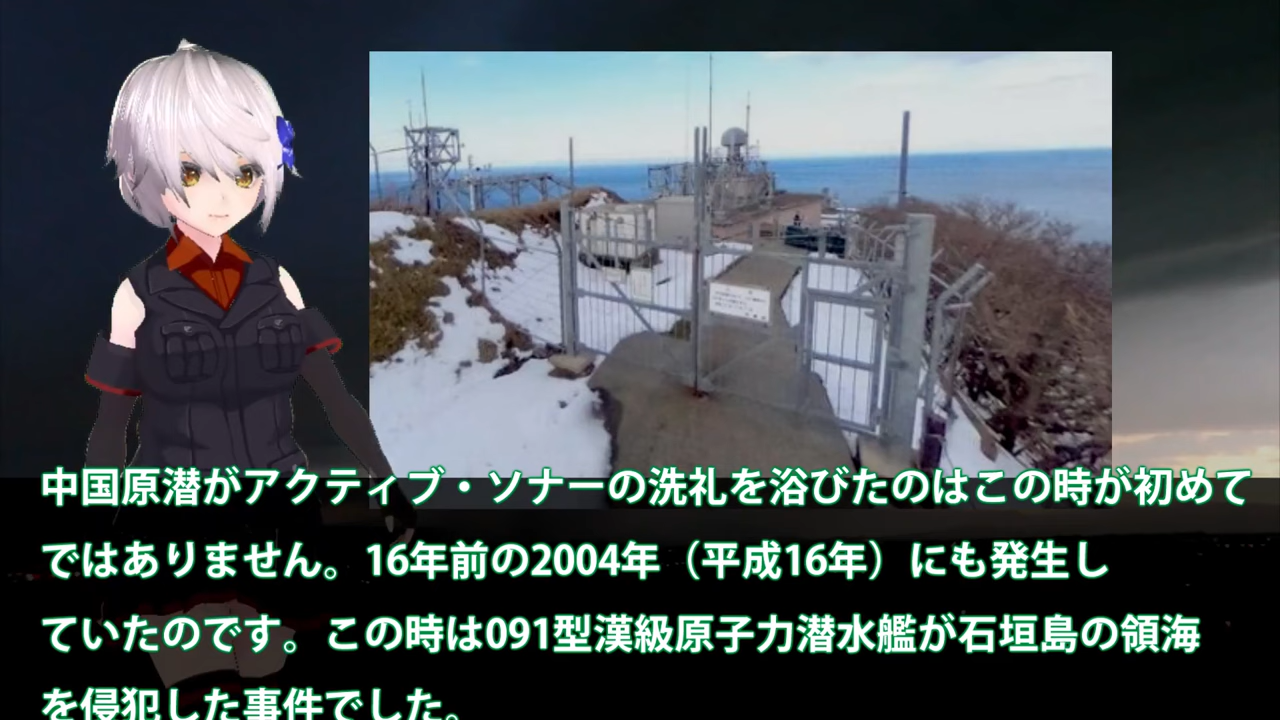 中国原潜がアクティブ・ソナーの洗礼を浴びたのはこの時が初めて
ではありません。16年前の2004年（平成16年）にも発生し
ていたのです。この時は091型漢級原子力潜水艦が石垣島の領海
を侵犯した事件でした。